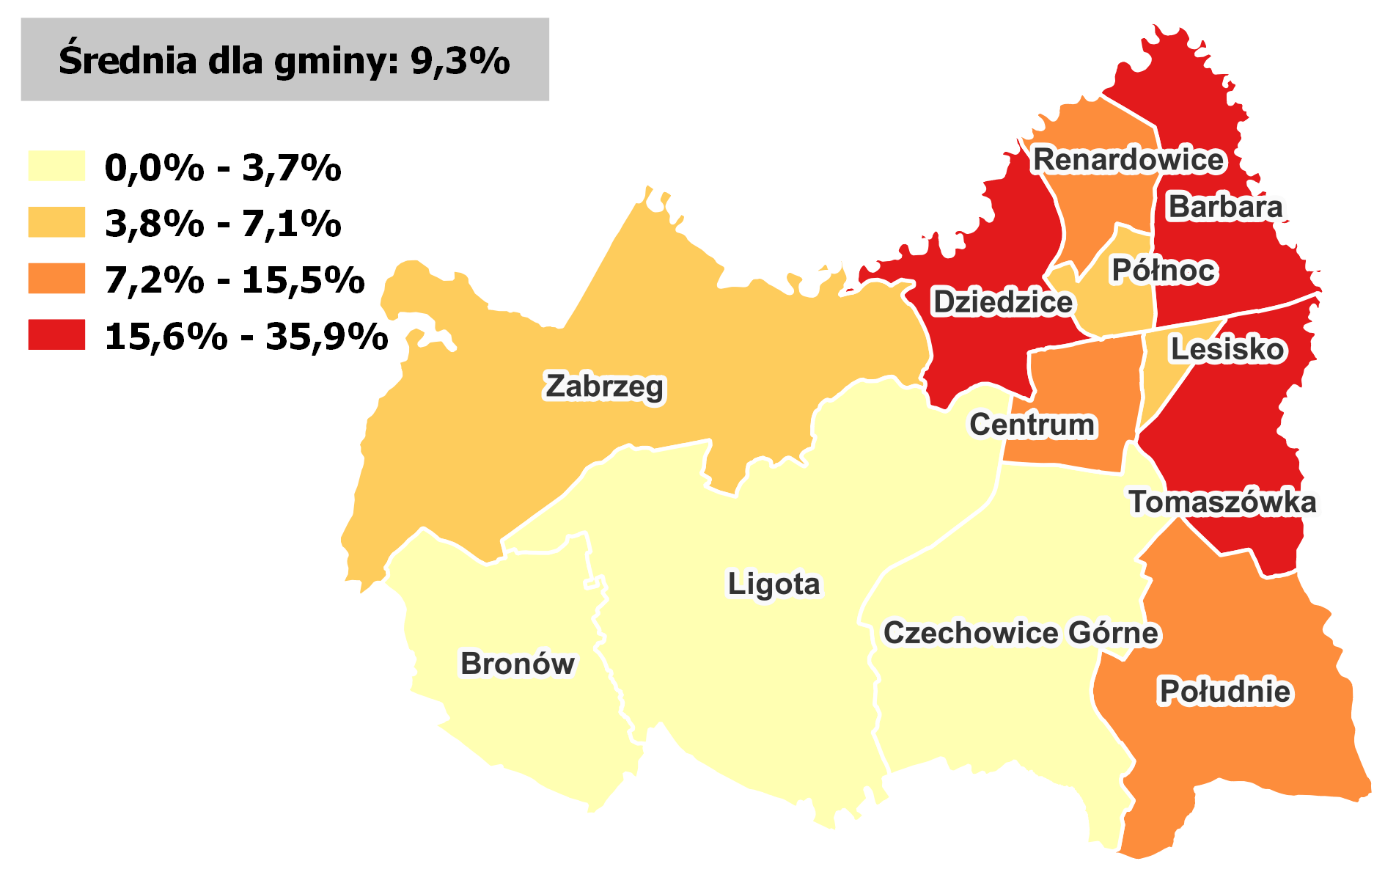 Średnia dla gminy: 9,3%
0,0% - 3,7%
3,8% - 7,1%
7,2% - 15,5%
15,6% - 35,9%
Renardowice
Barbara
Północ
Dziedzice
Lesisko
Zabrzeg
Centrum
Tomaszówka
Ligota
Czechowice Górne
Bronów
Południe